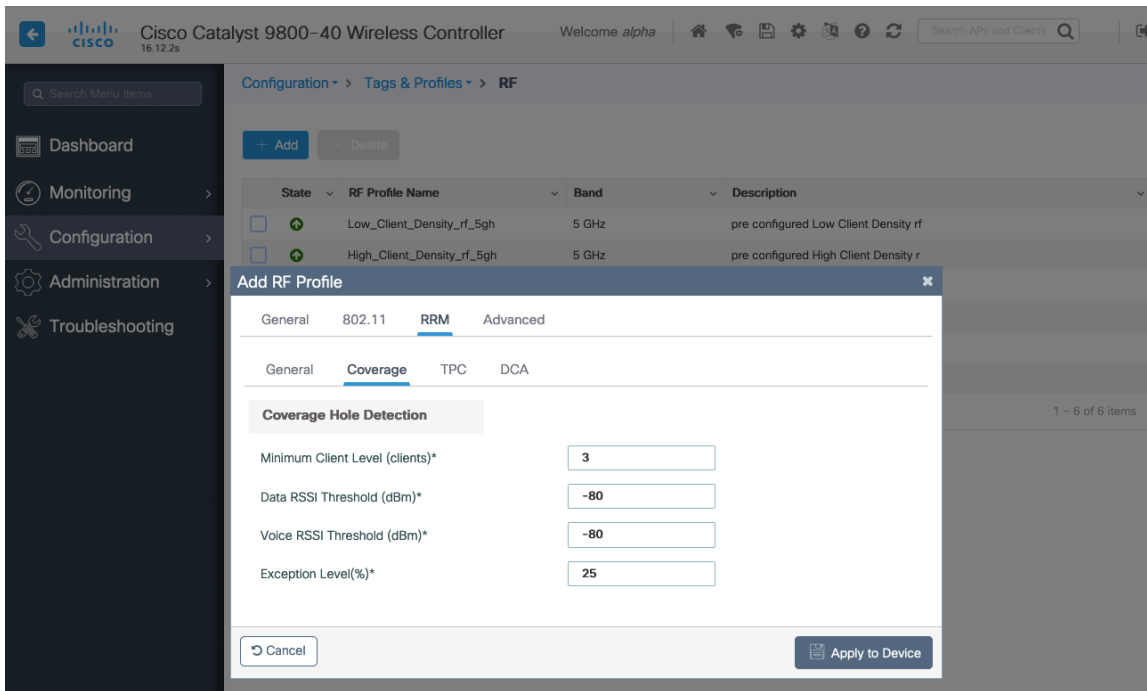 CISCO
Cisco Catalyst 9800-40 Wireless Controller
16.12.2s
Welcome alpha
Search APs and Clients
Search Menu Items
Dashboard
Monitoring
Configuration
Administration
Troubleshooting
Configuration > Tags & Profiles > RF
+ Add
× Delete
State RF Profile Name Band Description
Low_Client_Density_rf_5gh 5 GHz pre configured Low Client Density rf
High_Client_Density_rf_5gh 5 GHz pre configured High Client Density r
1 - 6 of 6 items
Add RF Profile
General 802.11 RRM Advanced
General Coverage TPC DCA
Coverage Hole Detection
Minimum Client Level (clients)* 3
Data RSSI Threshold (dBm)* -80
Voice RSSI Threshold (dBm)* -80
Exception Level(%)* 25
Cancel
Apply to Device